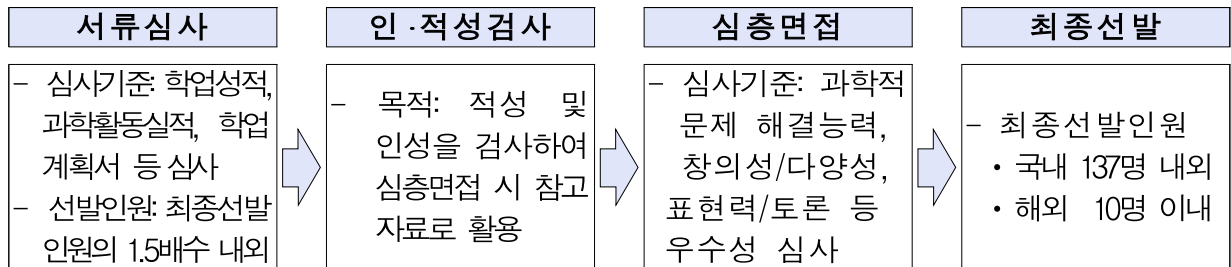 서류심사
- 심사기준: 학업성적,
과학활동실적, 학업
계획서 등 심사
- 선발인원: 최종선발
인원의 1.5배수 내외
인·적성검사
- 목적: 적성 및
인성을 검사하여
심층면접 시 참고
자료로 활용
심층면접
- 심사기준: 과학적
문제 해결능력,
창의성/다양성,
표현력/토론 등
우수성 심사
최종선발
- 최종선발인원
• 국내 137명 내외
• 해외 10명 이내